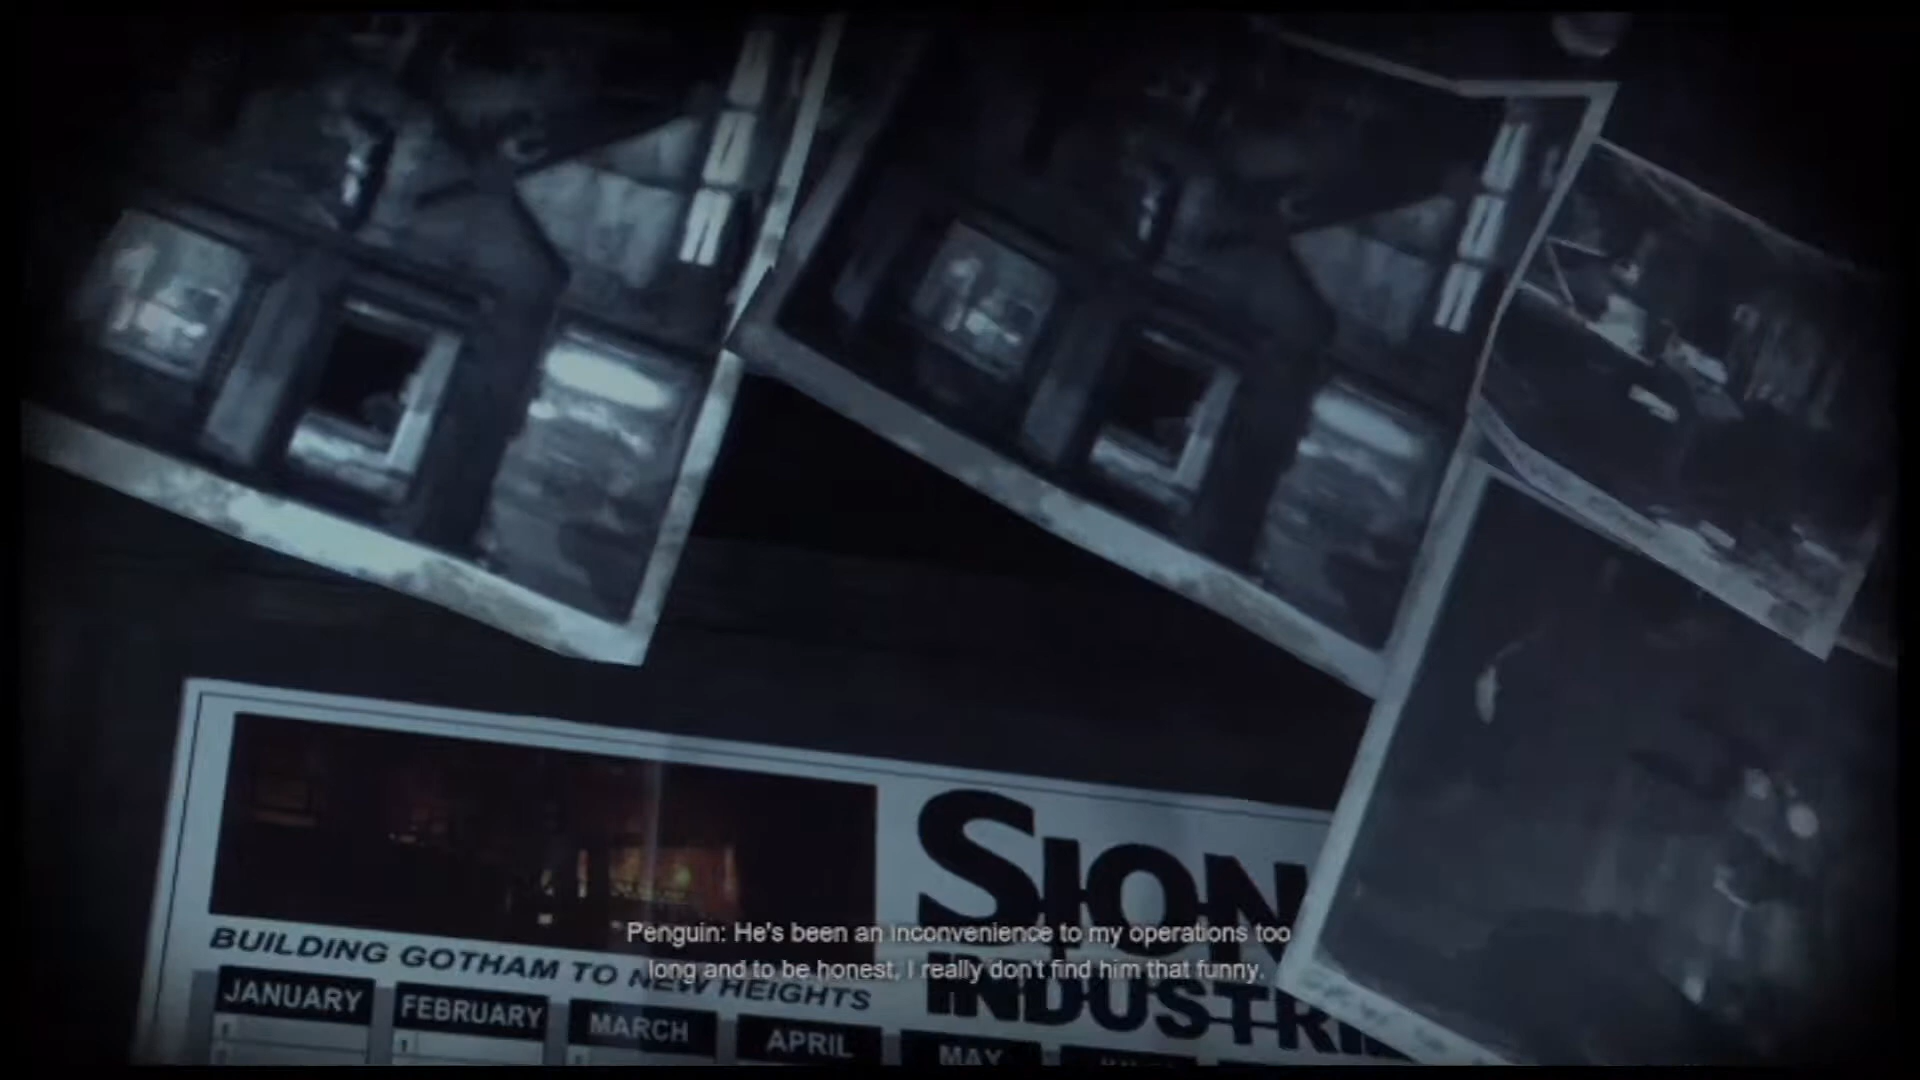 SION
INDUSTRI
BUILDING GOTHAM TO NEW HEIGHTS
JANUARY
FEBRUARY
MARCH
APRIL
MAY
Penguin: He's been an inconvenience to my operations too
long and to be honest, I really don't find him that funny.